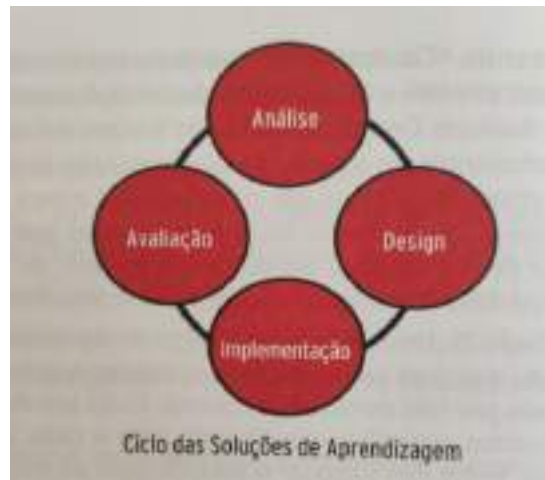 Análise
Avaliação
Design
Implementação
Ciclo das Soluções de Aprendizagem